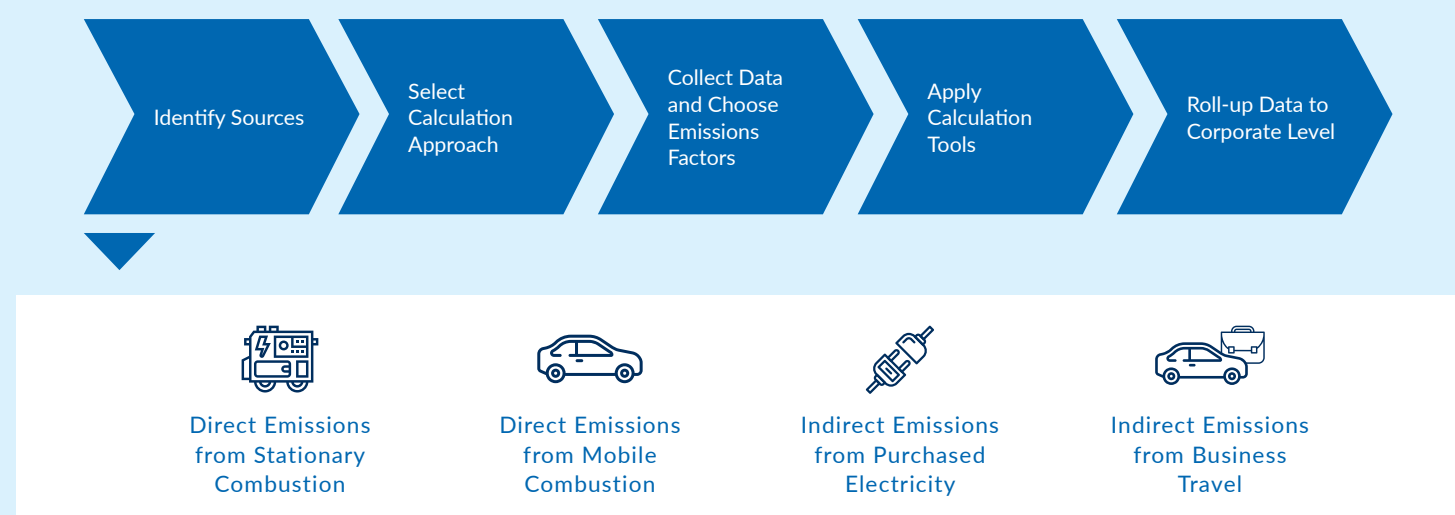 Identify Sources
Select
Calculation
Approach
Collect Data
and Choose
Emissions
Factors
Apply
Calculation
Tools
Roll-up Data to
Corporate Level
Direct Emissions
from Stationary
Combustion
Direct Emissions
from Mobile
Combustion
Indirect Emissions
from Purchased
Electricity
Indirect Emissions
from Business
Travel